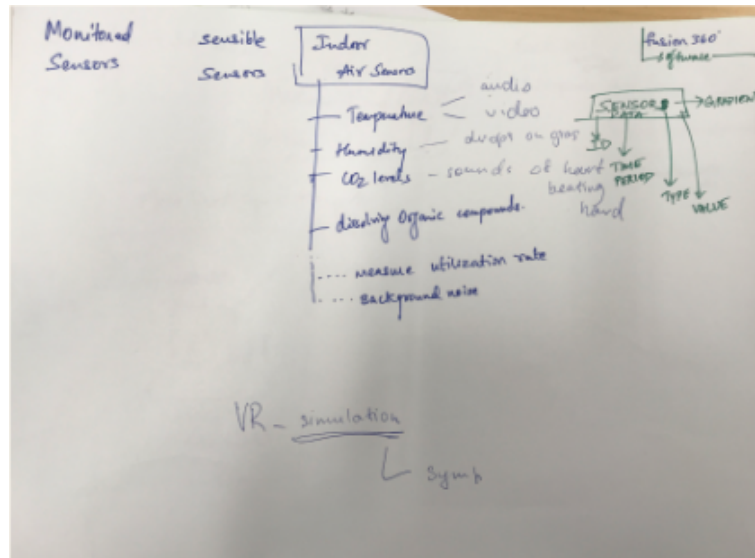 Monitored
Sensors
sensible
Sensors
Indoor
Air Sensors
Temperature
audio
video
Humidity - drops on glass
CO2 levels - sounds of heart
beating
hard
dissolving Organic compounds.
measure utilization rate
background noise
fusion 360
software
SENSOR
DATA
GRADIENT
ID
TIME
PERIOD
TYPE
VALUE
VR - simulation
Symp